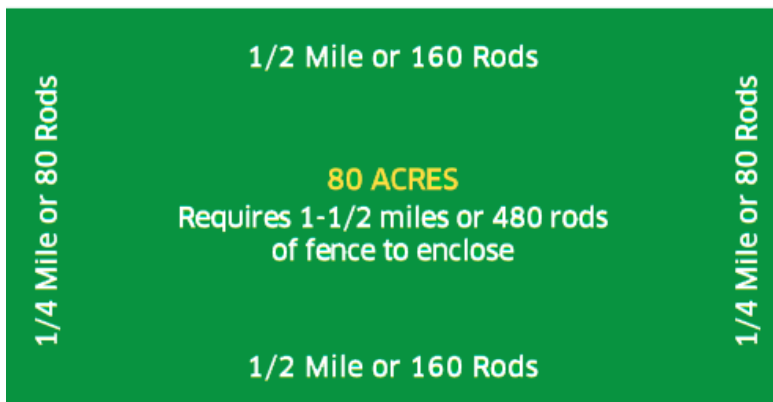 1/2 Mile or 160 Rods
1/4 Mile or 80 Rods
80 ACRES
Requires 1-1/2 miles or 480 rods
of fence to enclose
1/4 Mile or 80 Rods
1/2 Mile or 160 Rods